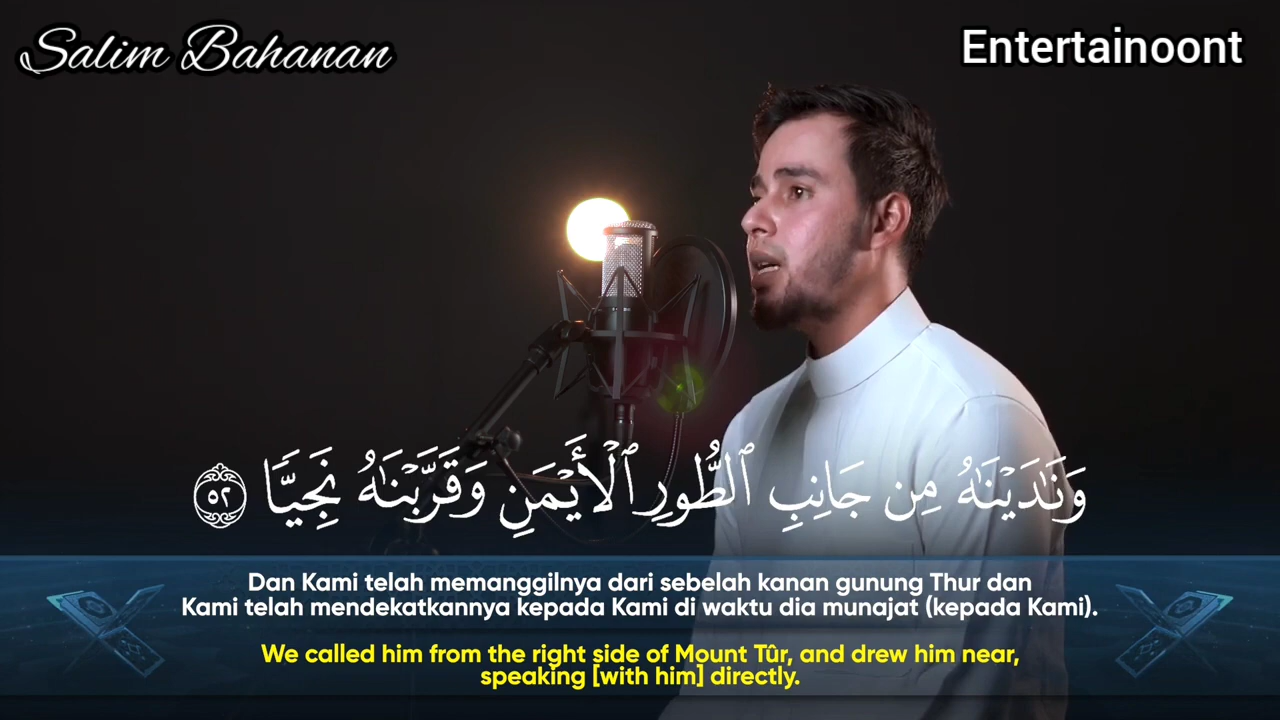 Salim Bahanan
Entertainoont
وَنَٰدَيْنَٰهُ مِن جَانِبِ ٱلطُّورِ ٱلْأَيْمَنِ وَقَرَّبْنَٰهُ نَجِيًّا ٥٢
Dan Kami telah memanggilnya dari sebelah kanan gunung Thur dan
Kami telah mendekatkannya kepada Kami di waktu dia munajat (kepada Kami).
We called him from the right side of Mount Tûr, and drew him near,
speaking [with him] directly.